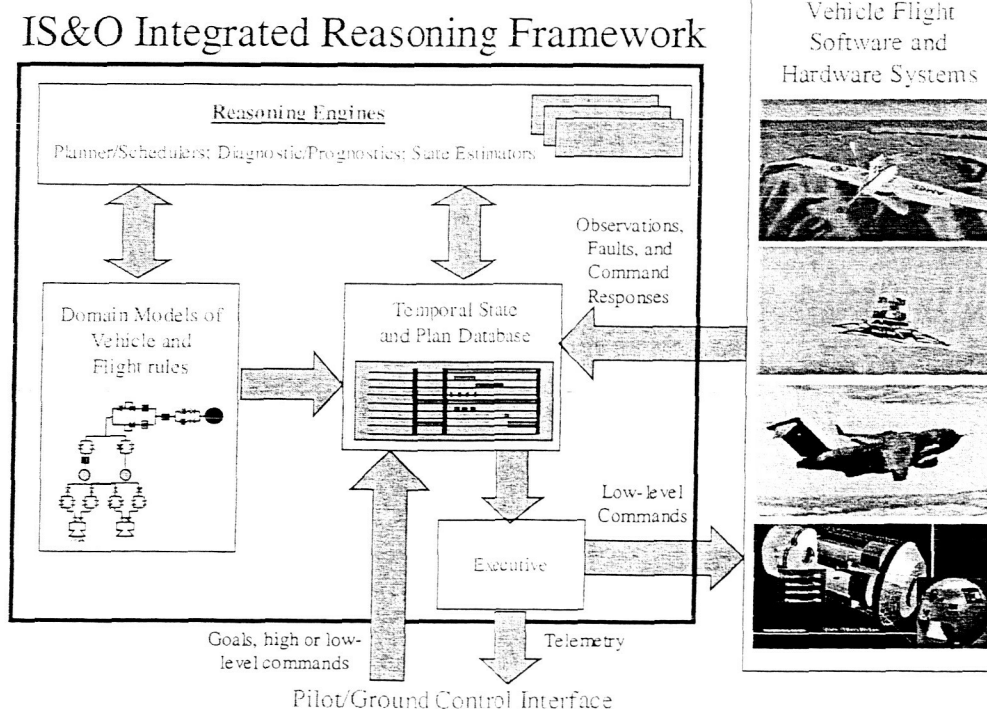 IS&O Integrated Reasoning Framework
Reasoning Engines
Planner/Schedulers; Diagnostic/Prognostics; State Estimators
Domain Models of
Vehicle and
Flight rules
Temporal State
and Plan Database
Observations,
Faults, and
Command
Responses
Executive
Low-level
Commands
Goals, high or low-
level commands
Telemetry
Pilot/Ground Control Interface
Vehicle Flight
Software and
Hardware Systems